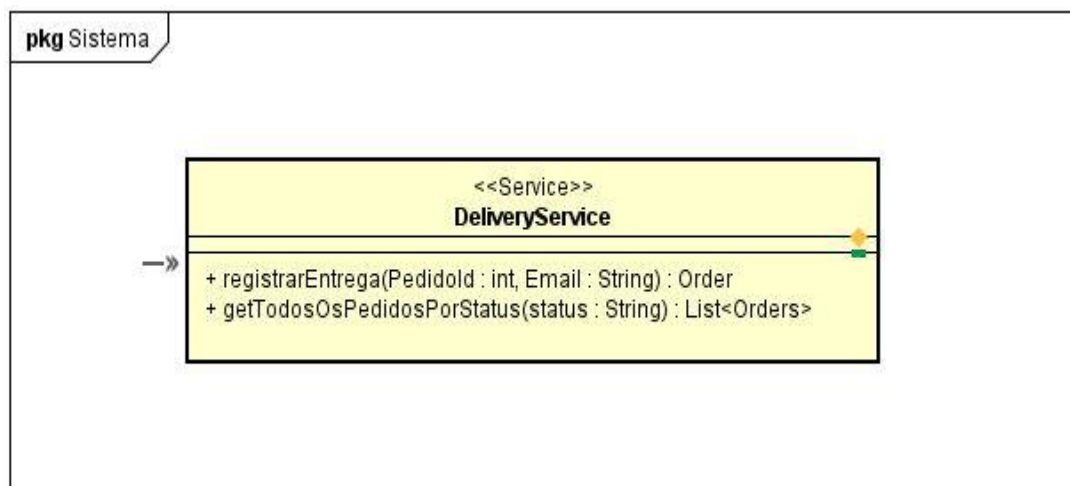 pkg Sistema
<<Service>>
DeliveryService
+ registrarEntrega(PedidoId : int, Email : String) : Order
+ getTodosOsPedidosPorStatus(status : String) : List<Orders>